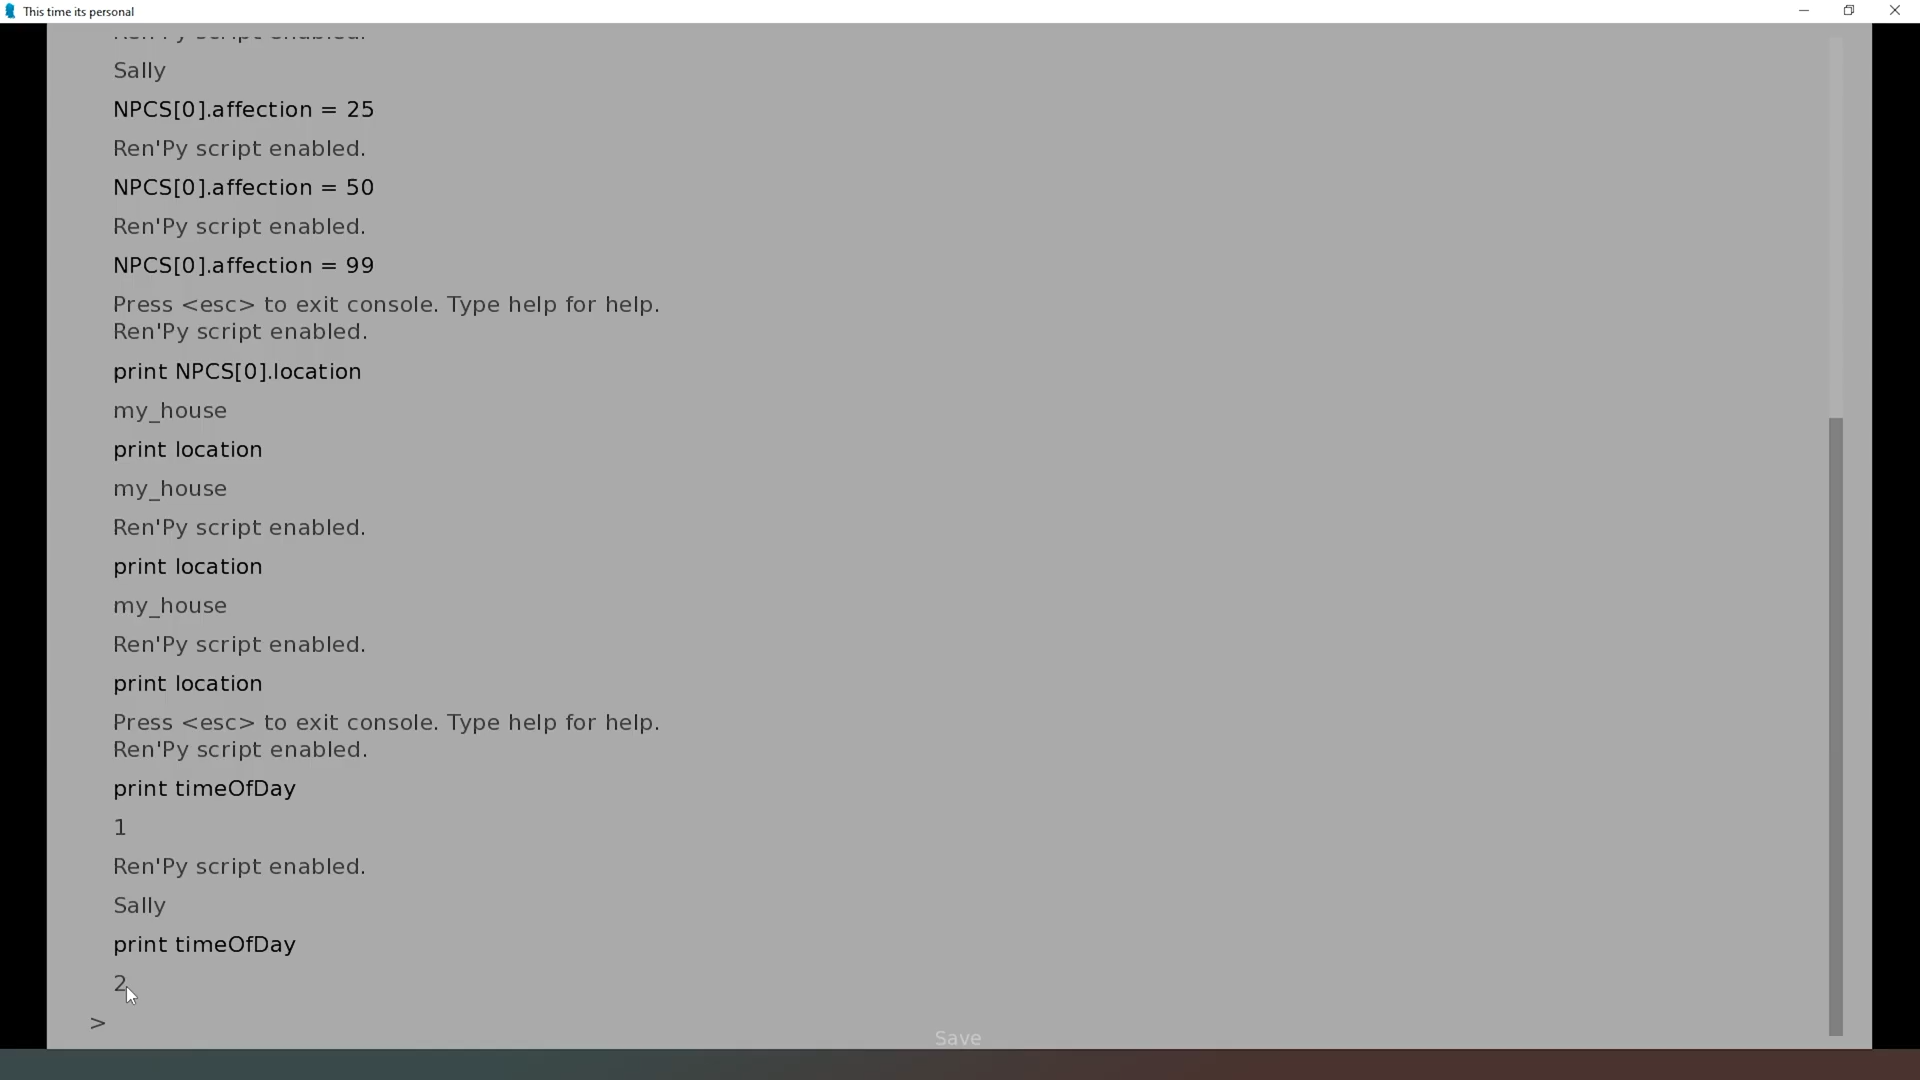 This time its personal
Ren'Py script enabled.
Sally
NPCS[0].affection = 25
Ren'Py script enabled.
NPCS[0].affection = 50
Ren'Py script enabled.
NPCS[0].affection = 99
Press <esc> to exit console. Type help for help.
Ren'Py script enabled.
print NPCS[0].location
my_house
print location
my_house
Ren'Py script enabled.
print location
my_house
Ren'Py script enabled.
print location
Press <esc> to exit console. Type help for help.
Ren'Py script enabled.
print timeOfDay
1
Ren'Py script enabled.
Sally
print timeOfDay
2
>
Save